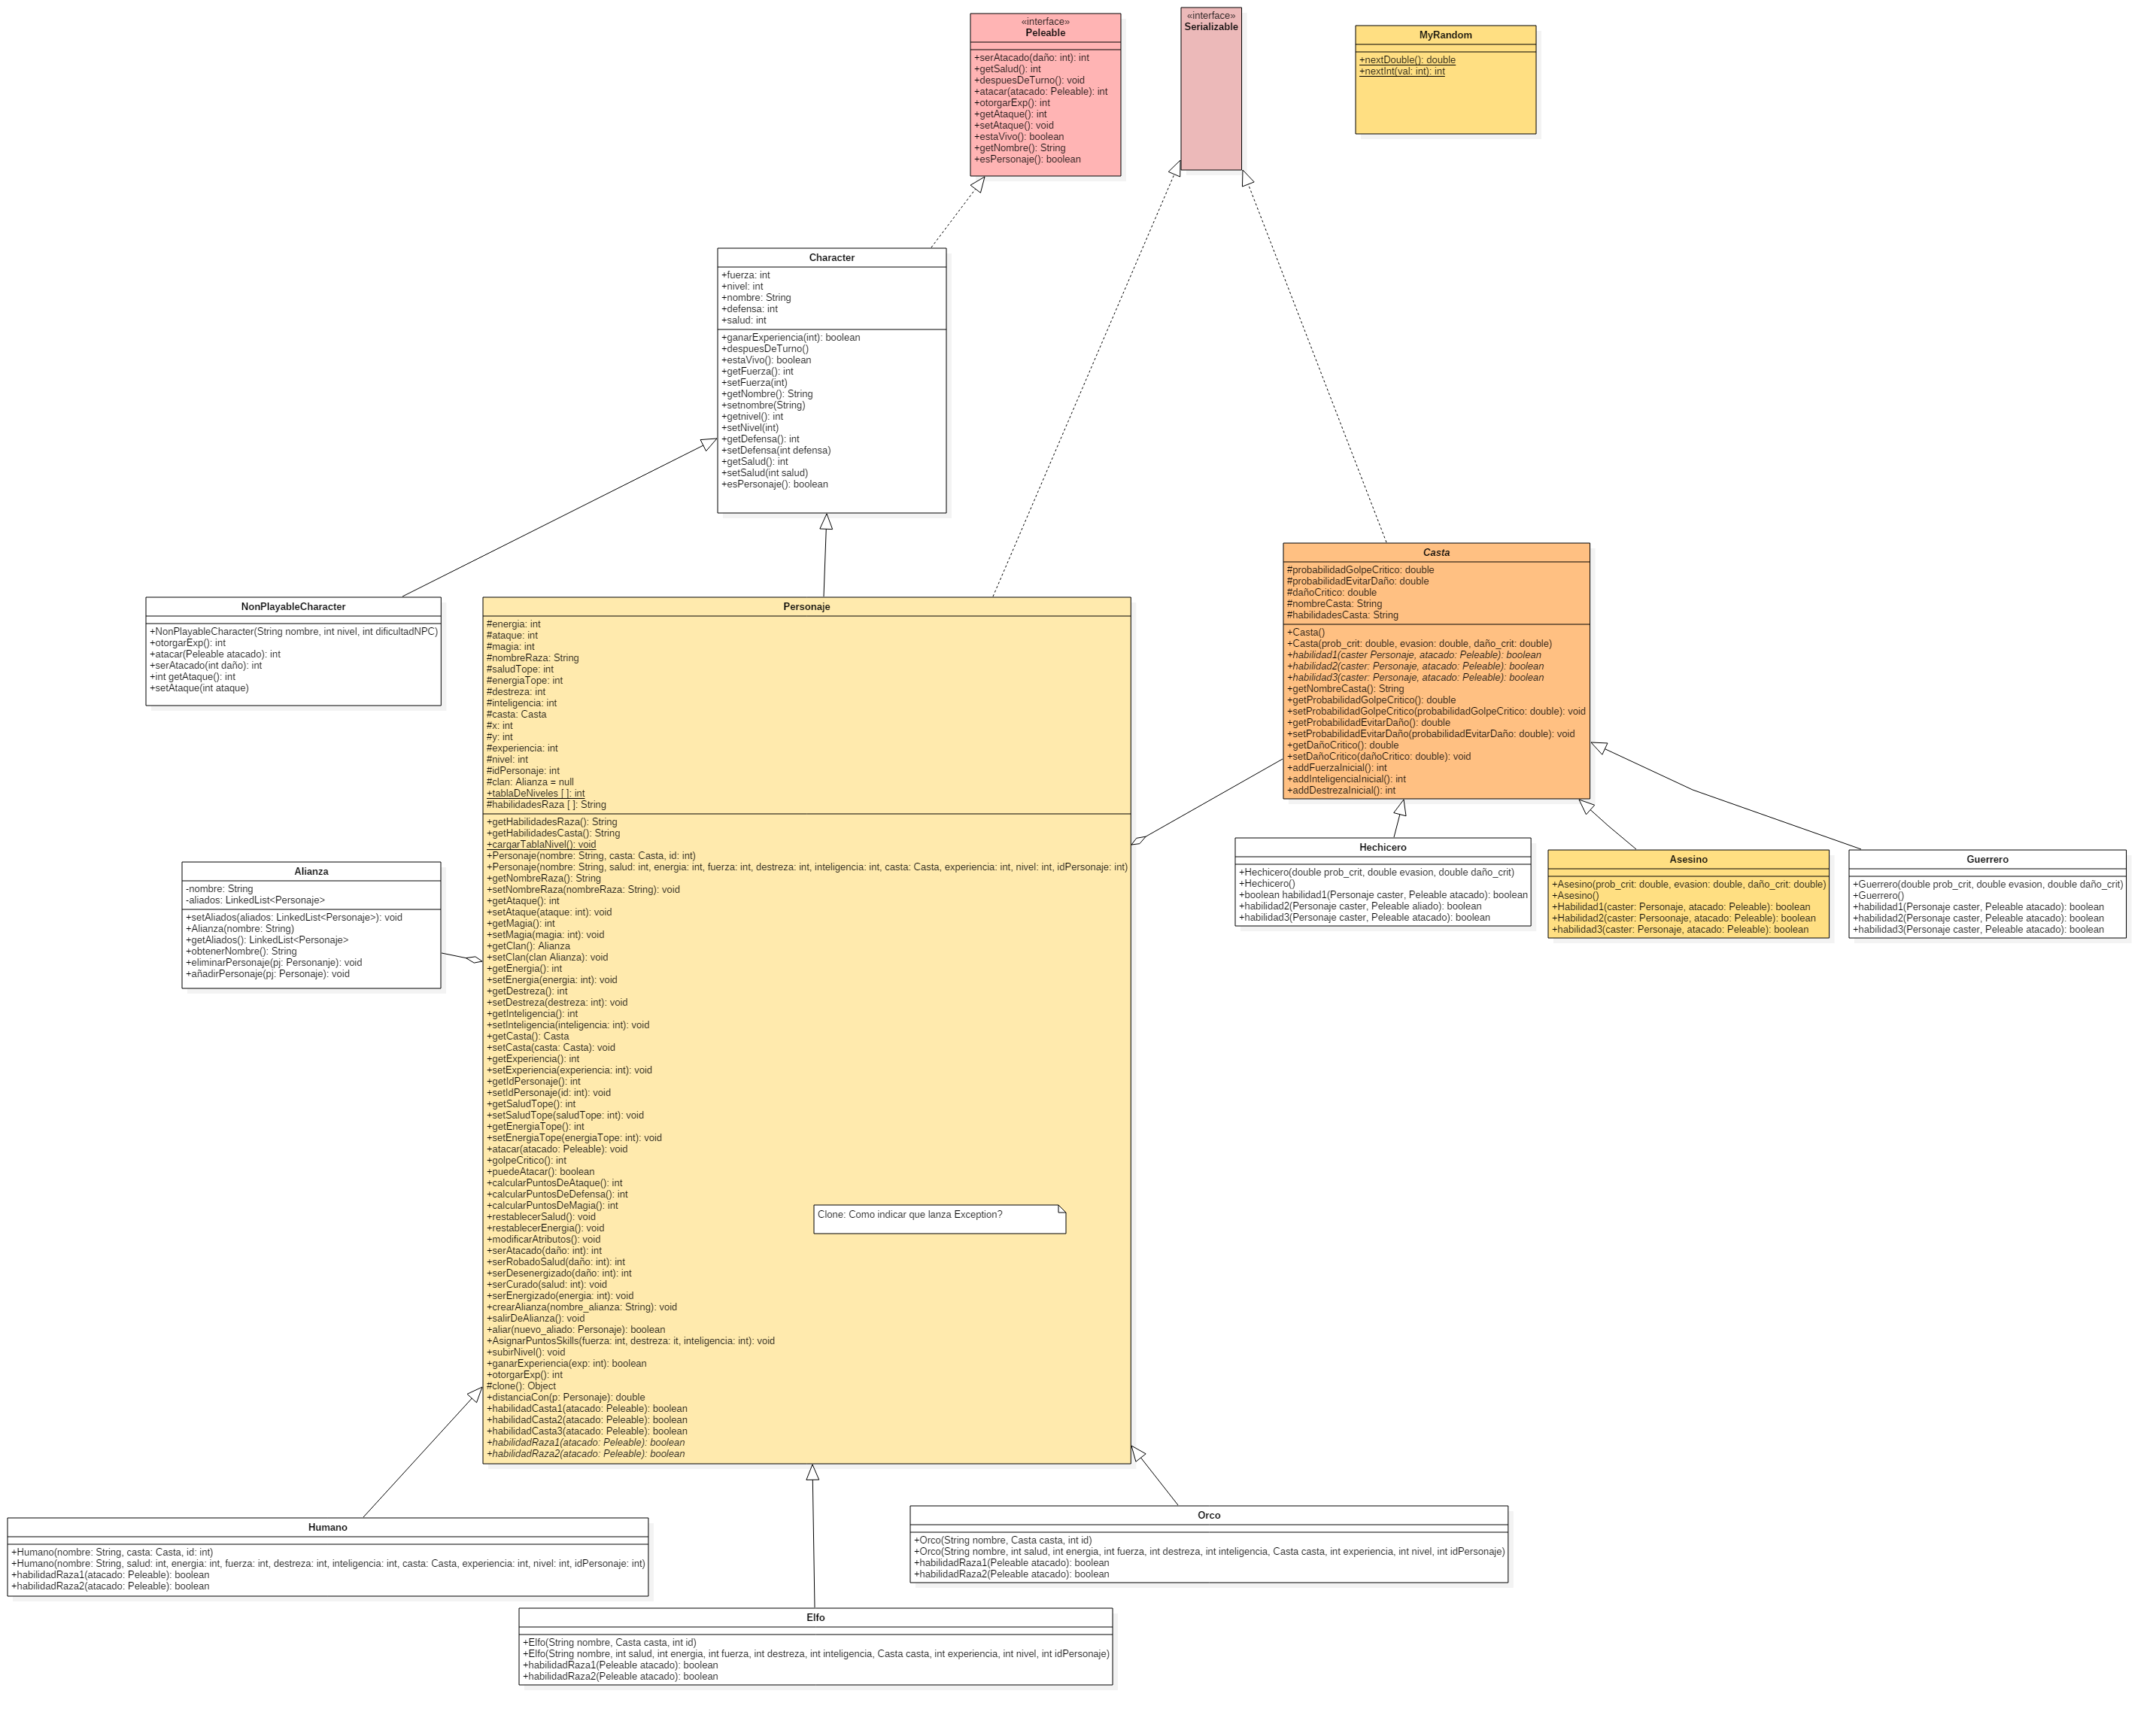 «interface»
Peleable
+serAtacado(daño: int): int
+getSalud(): int
+despuesDeTurno(): void
+atacar(atacado: Peleable): int
+otorgarExp(): int
+getAtaque(): int
+setAtaque(): void
+estaVivo(): boolean
+getNombre(): String
+esPersonaje(): boolean
«interface»
Serializable
MyRandom
+nextDouble(): double
+nextInt(val: int): int
Character
+fuerza: int
+nivel: int
+nombre: String
+defensa: int
+salud: int
+ganarExperiencia(int): boolean
+despuesDeTurno()
+estaVivo(): boolean
+getFuerza(): int
+setFuerza(int)
+getNombre(): String
+setnombre(String)
+getnivel(): int
+setNivel(int)
+getDefensa(): int
+setDefensa(int defensa)
+getSalud(): int
+setSalud(int salud)
+esPersonaje(): boolean
NonPlayableCharacter
+NonPlayableCharacter(String nombre, int nivel, int dificultadNPC)
+otorgarExp(): int
+atacar(Peleable atacado): int
+serAtacado(int daño): int
+int getAtaque(): int
+setAtaque(int ataque)
Personaje
#energia: int
#ataque: int
#magia: int
#nombreRaza: String
#saludTope: int
#energiaTope: int
#destreza: int
#inteligencia: int
#casta: Casta
#x: int
#y: int
#experiencia: int
#nivel: int
#idPersonaje: int
#clan: Alianza = null
+tablaDeNiveles [ ]: int
#habilidadesRaza [ ]: String
+getHabilidadesRaza(): String
+getHabilidadesCasta(): String
+cargarTablaNivel(): void
+Personaje(nombre: String, casta: Casta, id: int)
+Personaje(nombre: String, salud: int, energia: int, fuerza: int, destreza: int, inteligencia: int, casta: Casta, experiencia: int, nivel: int, idPersonaje: int)
+getNombreRaza(): String
+setNombreRaza(nombreRaza: String): void
+getAtaque(): int
+setAtaque(ataque: int): void
+getMagia(): int
+setMagia(magia: int): void
+getClan(): Alianza
+setClan(clan Alianza): void
+getEnergia(): int
+setEnergia(energia: int): void
+getDestreza(): int
+setDestreza(destreza: int): void
+getInteligencia(): int
+setInteligencia(inteligencia: int): void
+getCasta(): Casta
+setCasta(casta: Casta): void
+getExperiencia(): int
+setExperiencia(experiencia: int): void
+getIdPersonaje(): int
+setIdPersonaje(id: int): void
+getSaludTope(): int
+setSaludTope(saludTope: int): void
+getEnergiaTope(): int
+setEnergiaTope(energiaTope: int): void
+atacar(atacado: Peleable): void
+golpeCritico(): int
+puedeAtacar(): boolean
+calcularPuntosDeAtaque(): int
+calcularPuntosDeDefensa(): int
+calcularPuntosDeMagia(): int
+restablecerSalud(): void
+restablecerEnergia(): void
+modificarAtributos(): void
+serAtacado(daño: int): int
+serRobadoSalud(daño: int): int
+serDesenergizado(daño: int): int
+serCurado(salud: int): void
+serEnergizado(energia: int): void
+crearAlianza(nombre_alianza: String): void
+salirDeAlianza(): void
+aliar(nuevo_aliado: Personaje): boolean
+AsignarPuntosSkills(fuerza: int, destreza: it, inteligencia: int): void
+subirNivel(): void
+ganarExperiencia(exp: int): boolean
+otorgarExp(): int
#clone(): Object
+distanciaCon(p: Personaje): double
+habilidadCasta1(atacado: Peleable): boolean
+habilidadCasta2(atacado: Peleable): boolean
+habilidadCasta3(atacado: Peleable): boolean
+habilidadRaza1(atacado: Peleable): boolean
+habilidadRaza2(atacado: Peleable): boolean
Clone: Como indicar que lanza Exception?
Casta
#probabilidadGolpeCritico: double
#probabilidadEvitarDaño: double
#dañoCritico: double
#nombreCasta: String
#habilidadesCasta: String
+Casta()
+Casta(prob_crit: double, evasion: double, daño_crit: double)
+habilidad1(caster Personaje, atacado: Peleable): boolean
+habilidad2(caster: Personaje, atacado: Peleable): boolean
+habilidad3(caster: Personaje, atacado: Peleable): boolean
+getNombreCasta(): String
+getProbabilidadGolpeCritico(): double
+setProbabilidadGolpeCritico(probabilidadGolpeCritico: double): void
+getProbabilidadEvitarDaño(): double
+setProbabilidadEvitarDaño(probabilidadEvitarDaño: double): void
+getDañoCritico(): double
+setDañoCritico(dañoCritico: double): void
+addFuerzaInicial(): int
+addInteligenciaInicial(): int
+addDestrezaInicial(): int
Hechicero
+Hechicero(double prob_crit, double evasion, double daño_crit)
+Hechicero()
+boolean habilidad1(Personaje caster, Peleable atacado): boolean
+habilidad2(Personaje caster, Peleable aliado): boolean
+habilidad3(Personaje caster, Peleable atacado): boolean
Asesino
+Asesino(prob_crit: double, evasion: double, daño_crit: double)
+Asesino()
+Habilidad1(caster: Personaje, atacado: Peleable): boolean
+Habilidad2(caster: Persoonaje, atacado: Peleable): boolean
+habilidad3(caster: Personaje, atacado: Peleable): boolean
Guerrero
+Guerrero(double prob_crit, double evasion, double daño_crit)
+Guerrero()
+habilidad1(Personaje caster, Peleable atacado): boolean
+habilidad2(Personaje caster, Peleable atacado): boolean
+habilidad3(Personaje caster, Peleable atacado): boolean
Alianza
-nombre: String
-aliados: LinkedList<Personaje>
+setAliados(aliados: LinkedList<Personaje>): void
+Alianza(nombre: String)
+getAliados(): LinkedList<Personaje>
+obtenerNombre(): String
+eliminarPersonaje(pj: Personanje): void
+añadirPersonaje(pj: Personaje): void
Humano
+Humano(nombre: String, casta: Casta, id: int)
+Humano(nombre: String, salud: int, energia: int, fuerza: int, destreza: int, inteligencia: int, casta: Casta, experiencia: int, nivel: int, idPersonaje: int)
+habilidadRaza1(atacado: Peleable): boolean
+habilidadRaza2(atacado: Peleable): boolean
Orco
+Orco(String nombre, Casta casta, int id)
+Orco(String nombre, int salud, int energia, int fuerza, int destreza, int inteligencia, Casta casta, int experiencia, int nivel, int idPersonaje)
+habilidadRaza1(Peleable atacado): boolean
+habilidadRaza2(Peleable atacado): boolean
Elfo
+Elfo(String nombre, Casta casta, int id)
+Elfo(String nombre, int salud, int energia, int fuerza, int destreza, int inteligencia, Casta casta, int experiencia, int nivel, int idPersonaje)
+habilidadRaza1(Peleable atacado): boolean
+habilidadRaza2(Peleable atacado): boolean